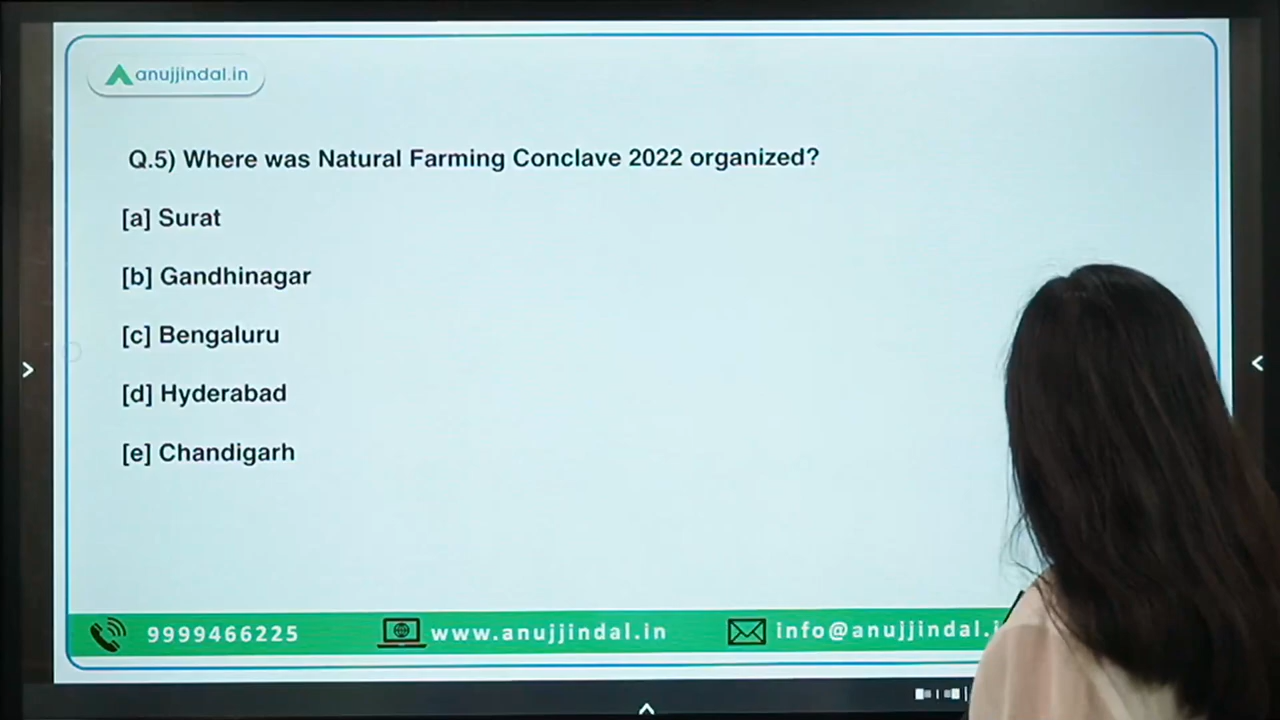 anujjindal.in
Q.5) Where was Natural Farming Conclave 2022 organized?
[a] Surat
[b] Gandhinagar
[c] Bengaluru
[d] Hyderabad
[e] Chandigarh
9999466225 www.anujjindal.in info@anujjindal.i